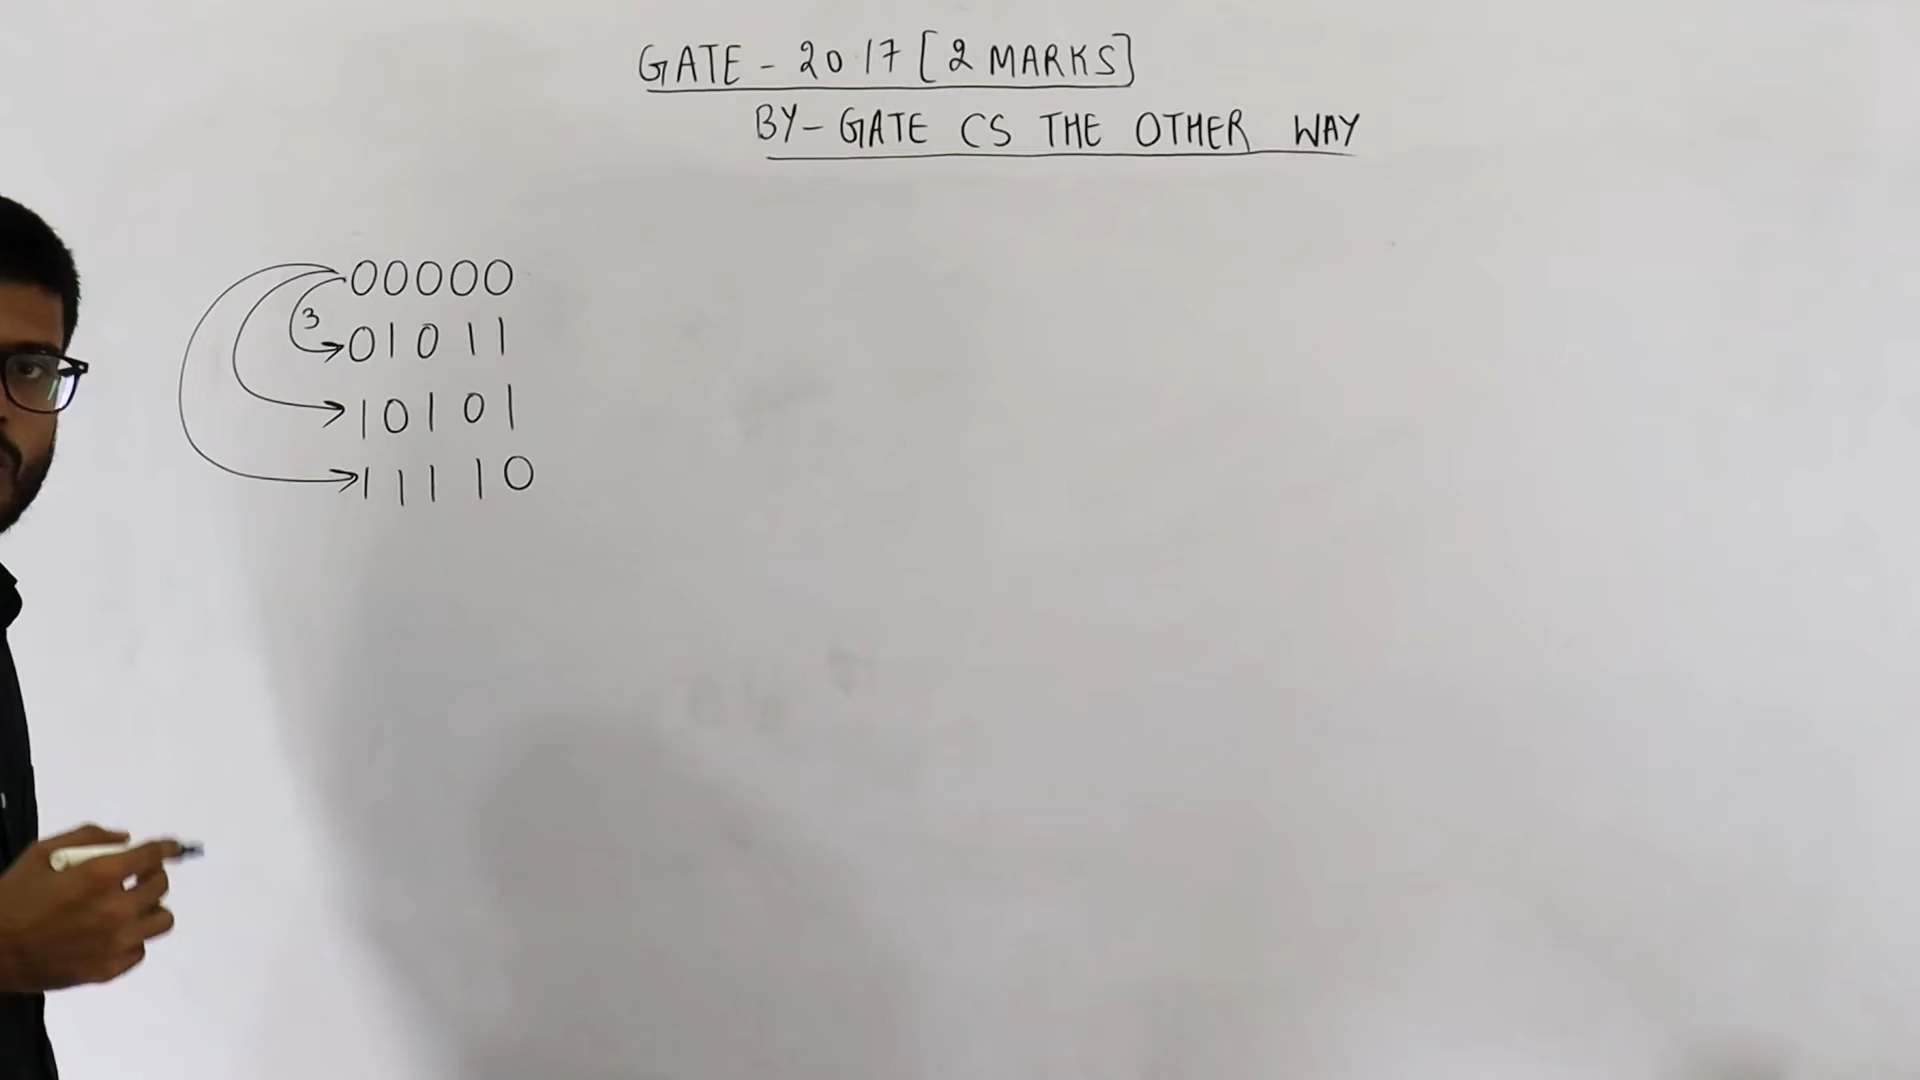 GATE - 2017 [2 MARKS]
BY- GATE CS THE OTHER WAY
00000
3
01011
10101
11110